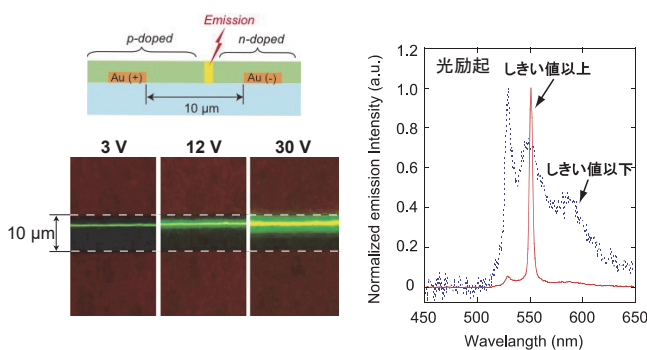 Emission
p-doped
n-doped
Au (+)
Au (-)
10 µm
3 V
12 V
30 V
10 µm
光励起
しきい値以上
しきい値以下
Normalized emission Intensity (a.u.)
1.2
1.0
0.8
0.6
0.4
0.2
0
450
500
550
600
650
Wavelangth (nm)